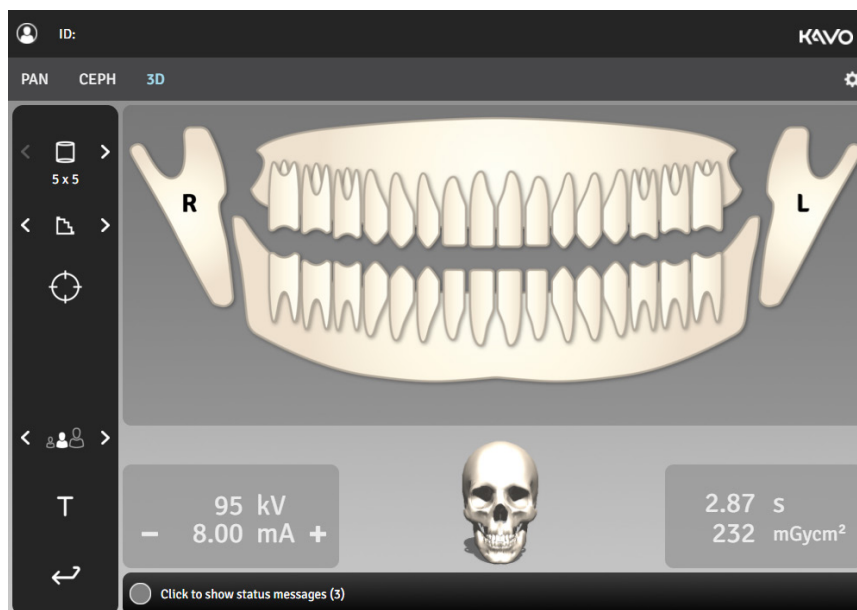 ID:
KAVO
PAN CEPH 3D
5 x 5
R
L
T
95 kV
− 8.00 mA +
2.87 s
232 mGycm²
Click to show status messages (3)